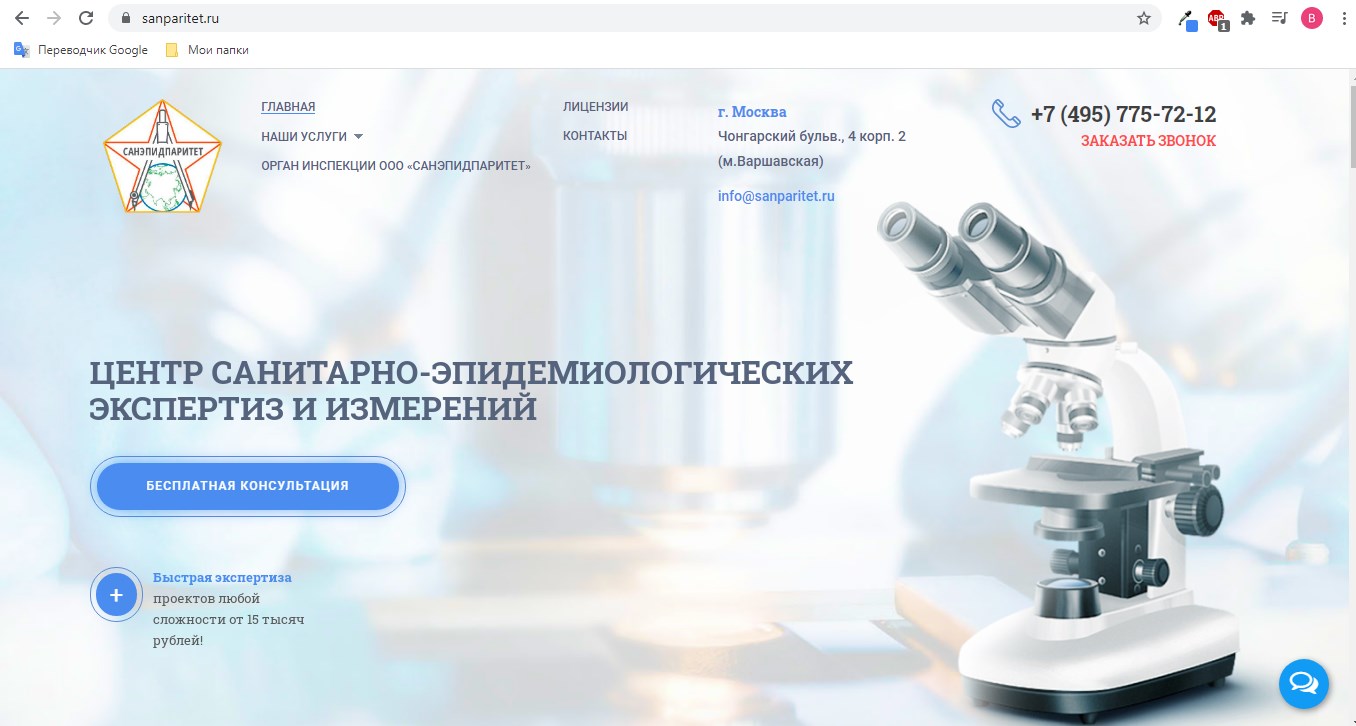 sanparitet.ru
ABP
1
B
Переводчик Google
Мои папки
САНЭПИДПАРИТЕТ
ГЛАВНАЯ
НАШИ УСЛУГИ
ОРГАН ИНСПЕКЦИИ ООО «САНЭПИДПАРИТЕТ»
ЛИЦЕНЗИИ
КОНТАКТЫ
г. Москва
Чонгарский бульв., 4 корп. 2
(м.Варшавская)
info@sanparitet.ru
+7 (495) 775-72-12
ЗАКАЗАТЬ ЗВОНОК
ЦЕНТР САНИТАРНО-ЭПИДЕМИОЛОГИЧЕСКИХ
ЭКСПЕРТИЗ И ИЗМЕРЕНИЙ
БЕСПЛАТНАЯ КОНСУЛЬТАЦИЯ
+
Быстрая экспертиза
проектов любой
сложности от 15 тысяч
рублей!